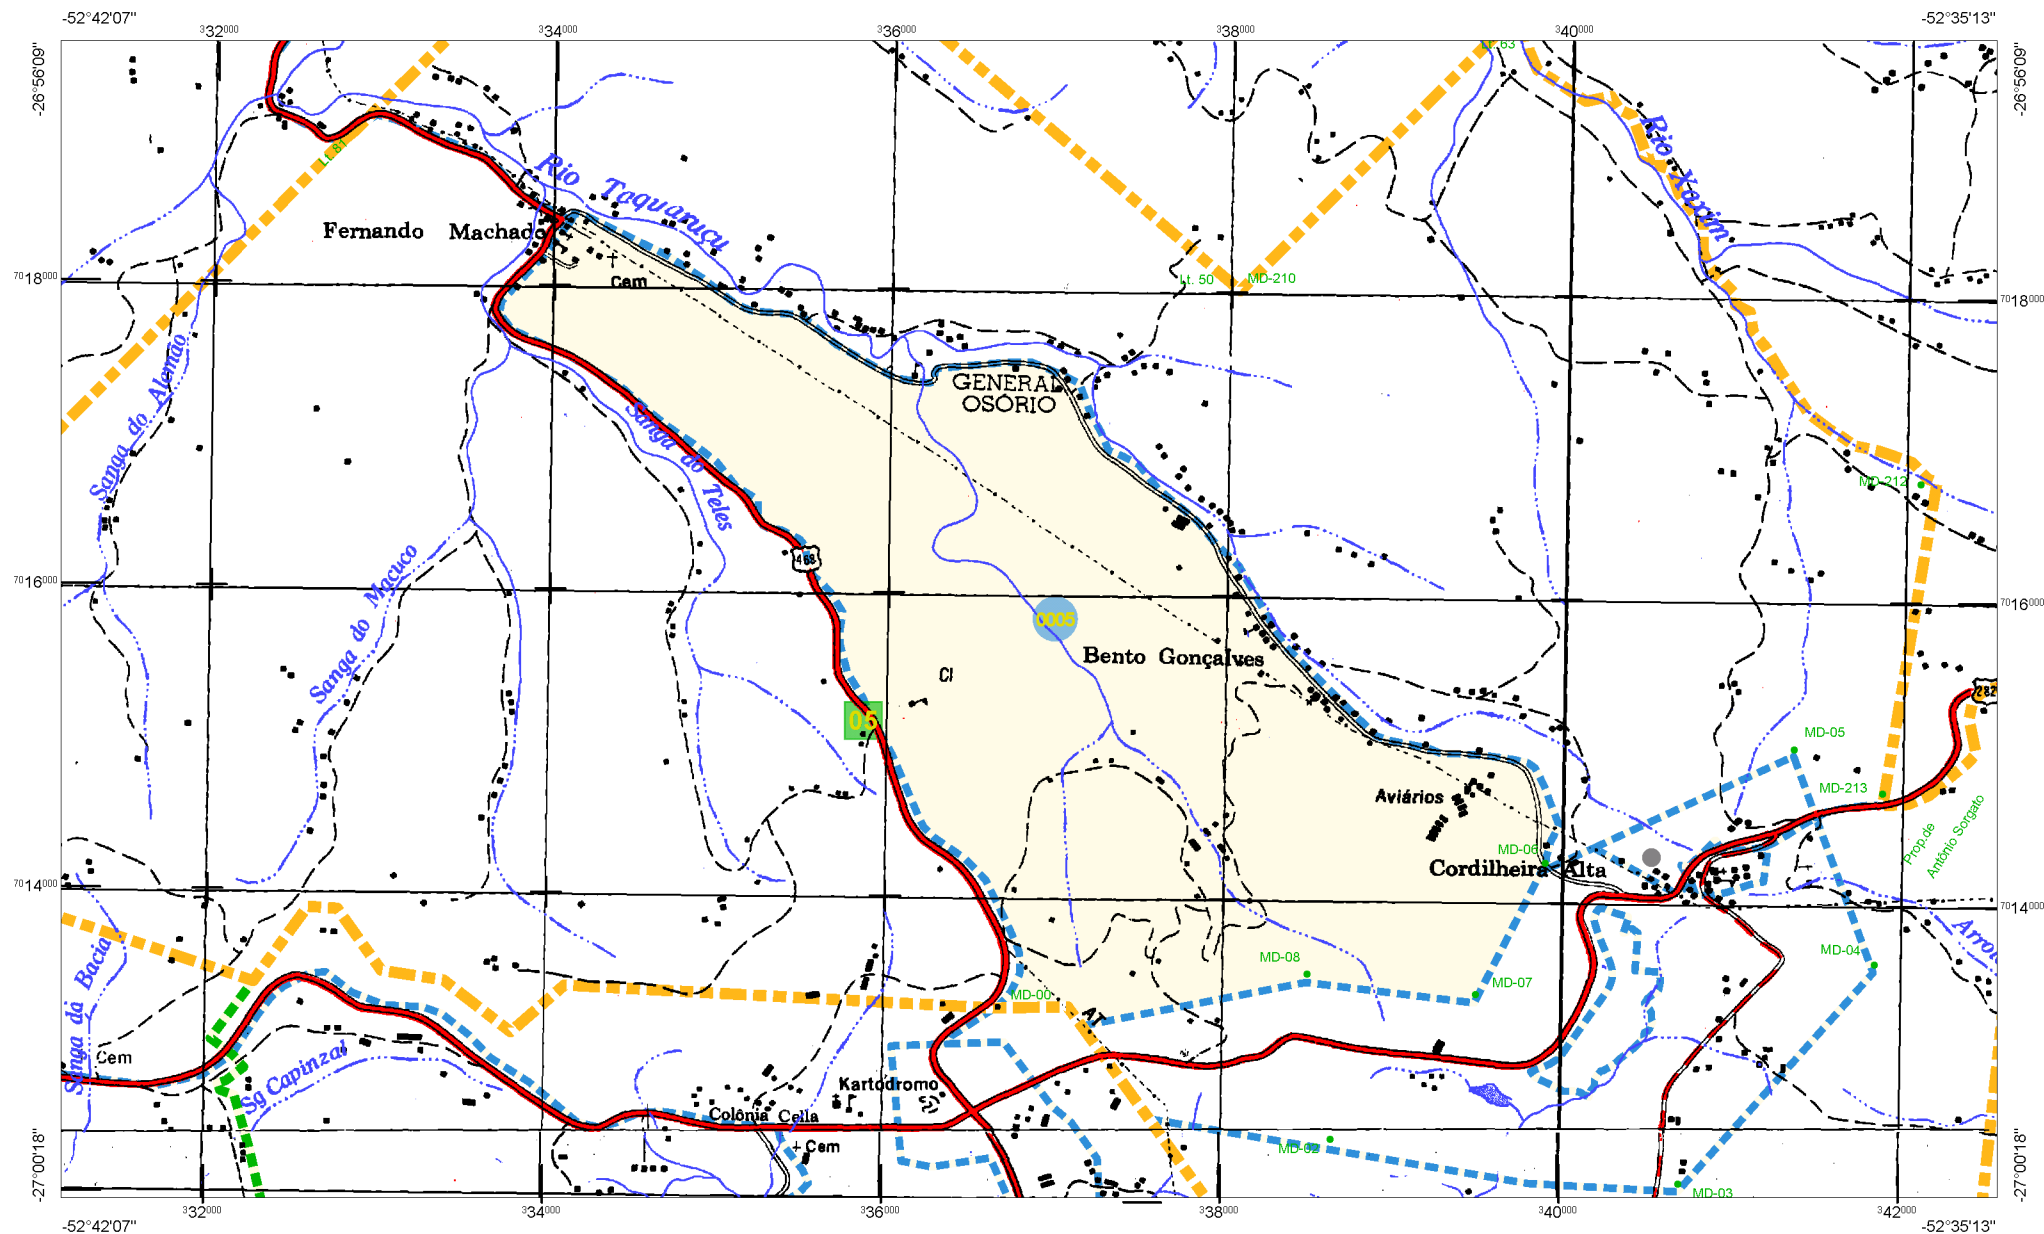 -52°42'07"
-52°35'13"
332000
334000
336000
338000
340000
-26°56'09"
-26°56'09"
Lt. 63
Lt. 81
Rio Taquaruçu
Rio Xaxim
Fernando Machado
Cem
7018000
Lt. 50
MD-210
7018000
Sanga do Alemão
GENERAL
OSÓRIO
Sanga do Teles
MD-212
468
7016000
7016000
Sanga do Macuco
0005
Bento Gonçalves
CI
282
05
MD-05
MD-213
Aviários
Prop.de
Antônio Sorgato
MD-06
Cordilheira Alta
7014000
7014000
Sanga da Bacia
MD-08
MD-07
MD-04
Arroio
MD-00
AT
Cem
Sg Capinzal
Kartódromo
Colônia Cella
Cem
MD-02
MD-03
-27°00'18"
-27°00'18"
332000
334000
336000
338000
340000
342000
-52°42'07"
-52°35'13"